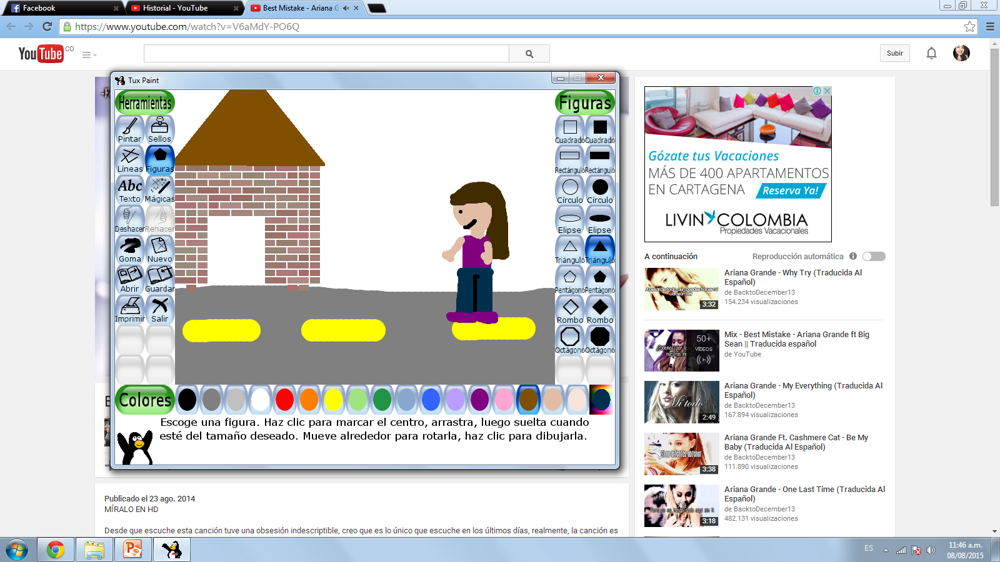 Facebook
Historial - YouTube
Best Mistake - Ariana G
https://www.youtube.com/watch?v=V6aMdY-PO6Q
YouTube CO
Subir
Tux Paint
Herramientas
Figuras
Pintar
Sellos
Líneas
Figuras
Abc
Texto
Mágicas
Deshacer
Rehacer
Goma
Nuevo
Abrir
Guardar
Imprimir
Salir
Cuadrado
Cuadrado
Rectángulo
Rectángulo
Círculo
Círculo
Elipse
Elipse
Triángulo
Triángulo
Pentágono
Pentágono
Rombo
Rombo
Octágono
Octágono
Colores
Escoge una figura. Haz clic para marcar el centro, arrastra, luego suelta cuando
esté del tamaño deseado. Mueve alrededor para rotarla, haz clic para dibujarla.
Publicado el 23 ago. 2014
MÍRALO EN HD
Desde que escuche esta canción tuve una obsesión indescriptible, creo que es lo único que escuche en los últimos días, realmente, la canción es
Gózate tus Vacaciones
MÁS DE 400 APARTAMENTOS
EN CARTAGENA Reserva Ya!
LIVIN COLOMBIA
Propiedades Vacacionales
A continuación
Reproducción automática
Ariana Grande - Why Try (Traducida Al
Español)
de BacktoDecember13
154.234 visualizaciones
3:32
Mix - Best Mistake - Ariana Grande ft Big
Sean || Traducida español
de YouTube
50+
VÍDEOS
Ariana Grande - My Everything (Traducida Al
Español)
de BacktoDecember13
167.894 visualizaciones
Mi todo
2:49
Ariana Grande Ft. Cashmere Cat - Be My
Baby (Traducida Al Español)
de BacktoDecember13
111.890 visualizaciones
Si no intentas obtener
3:38
Ariana Grande - One Last Time (Traducida Al
Español)
de BacktoDecember13
482.131 visualizaciones
3:18
ES
11:46 a.m.
08/08/2015